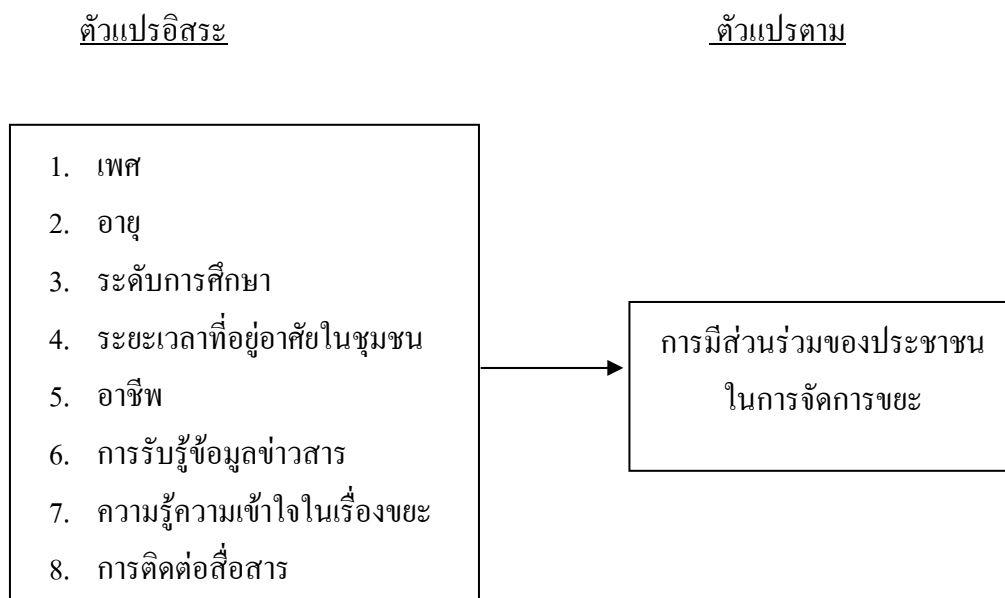 ตัวแปรอิสระ
ตัวแปรตาม
1. เพศ
2. อายุ
3. ระดับการศึกษา
4. ระยะเวลาที่อยู่อาศัยในชุมชน
5. อาชีพ
6. การรับรู้ข้อมูลข่าวสาร
7. ความรู้ความเข้าใจในเรื่องขยะ
8. การติดต่อสื่อสาร
การมีส่วนร่วมของประชาชน
ในการจัดการขยะ